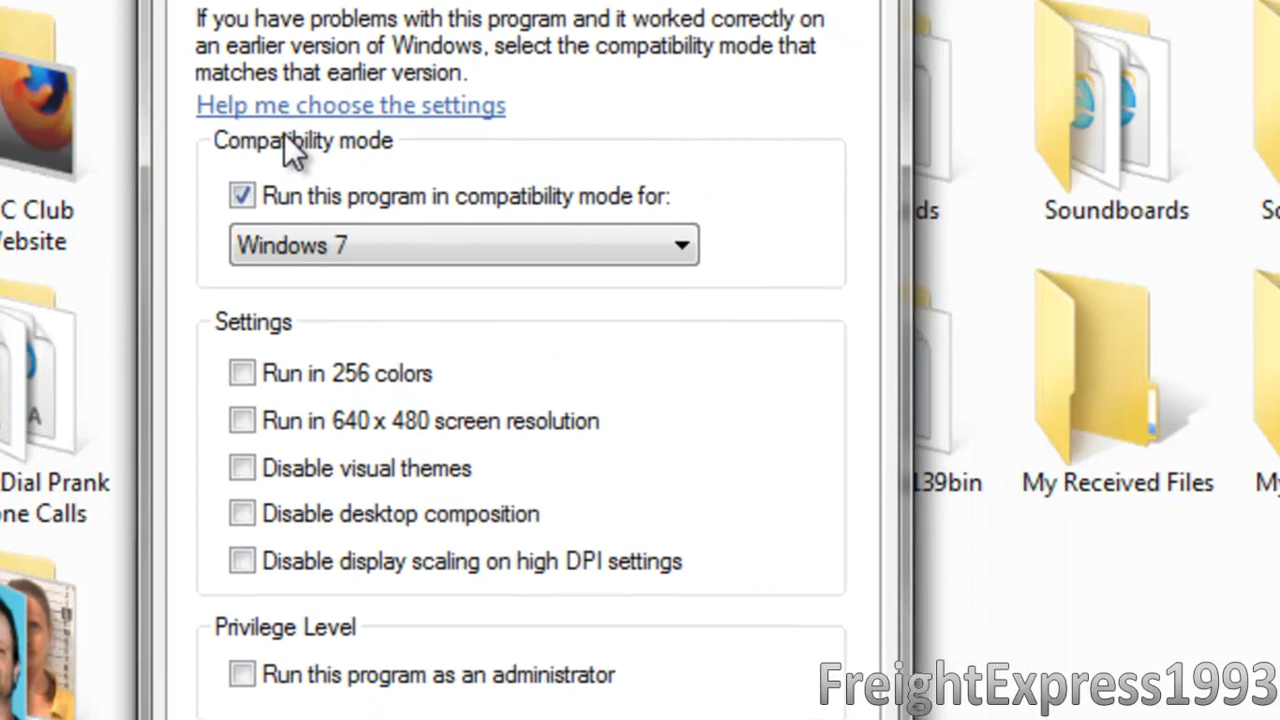 If you have problems with this program and it worked correctly on
an earlier version of Windows, select the compatibility mode that
matches that earlier version.
Help me choose the settings
Compatibility mode
Run this program in compatibility mode for:
Windows 7
Settings
Run in 256 colors
Run in 640 x 480 screen resolution
Disable visual themes
Disable desktop composition
Disable display scaling on high DPI settings
Privilege Level
Run this program as an administrator
C Club
ebsite
Dial Prank
ne Calls
A
ds
139bin
Soundboards
My Received Files
My
FreightExpress1993